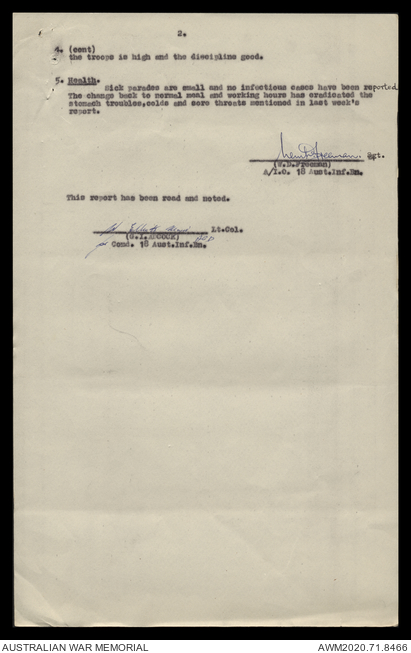 2.
4. (cont)
the troops is high and the discipline good.
5. Health.
Sick parades are small and no infectious cases have been reported
The change back to normal meal and working hours has eradicated the
stomach troubles,colds and sore throats mentioned in last week's
report.
Sgt.
(W.D.Freeman)
A/I.O. 18 Aust.Inf.Bn.
This report has been read and noted.
Lt.Col.
Comd. 18 Aust.Inf.Bn.
AUSTRALIAN WAR MEMORIAL
AWM2020.71.8466